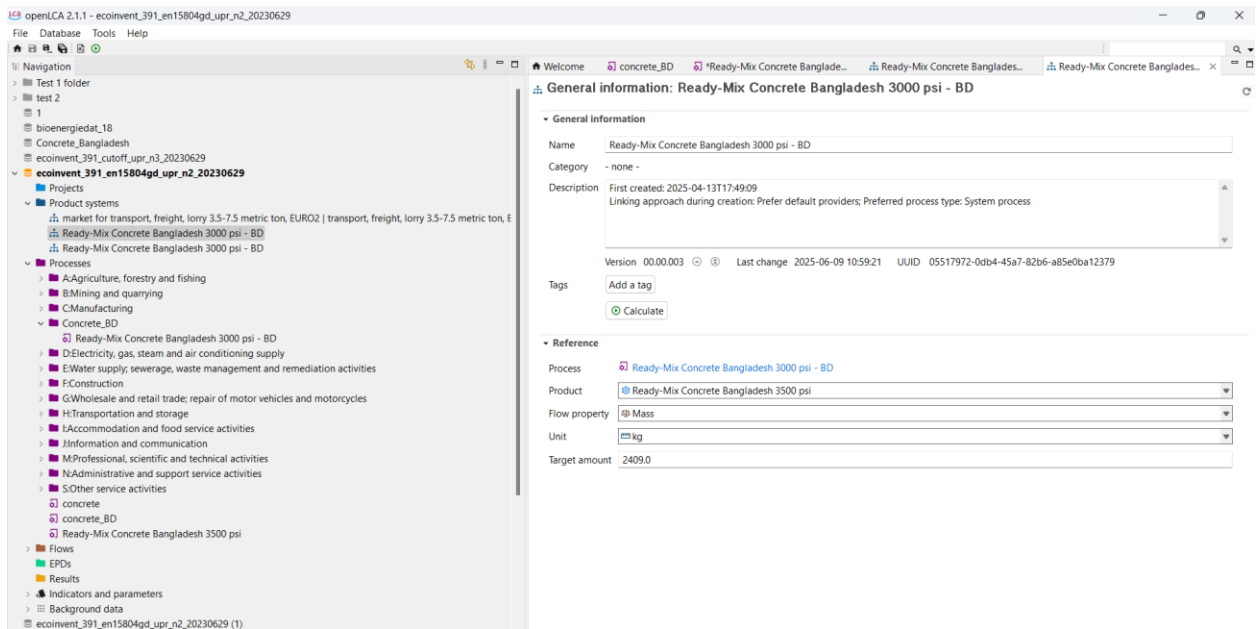 openLCA 2.1.1 - ecoinvent_391_en15804gd_upr_n2_20230629
File Database Tools Help
Navigation
Test 1 folder
test 2
1
bioenergiedat_18
Concrete_Bangladesh
ecoinvent_391_cutoff_upr_n3_20230629
ecoinvent_391_en15804gd_upr_n2_20230629
Projects
Product systems
market for transport, freight, lorry 3.5-7.5 metric ton, EURO2 | transport, freight, lorry 3.5-7.5 metric ton, E
Ready-Mix Concrete Bangladesh 3000 psi - BD
Ready-Mix Concrete Bangladesh 3000 psi - BD
Processes
A:Agriculture, forestry and fishing
B:Mining and quarrying
C:Manufacturing
Concrete_BD
Ready-Mix Concrete Bangladesh 3000 psi - BD
D:Electricity, gas, steam and air conditioning supply
E:Water supply; sewerage, waste management and remediation activities
F:Construction
G:Wholesale and retail trade; repair of motor vehicles and motorcycles
H:Transportation and storage
I:Accommodation and food service activities
J:Information and communication
M:Professional, scientific and technical activities
N:Administrative and support service activities
S:Other service activities
concrete
concrete_BD
Ready-Mix Concrete Bangladesh 3500 psi
Flows
EPDs
Results
Indicators and parameters
Background data
ecoinvent_391_en15804gd_upr_n2_20230629 (1)
Welcome concrete_BD *Ready-Mix Concrete Banglade... Ready-Mix Concrete Banglades... Ready-Mix Concrete Banglades...
General information: Ready-Mix Concrete Bangladesh 3000 psi - BD
General information
Name Ready-Mix Concrete Bangladesh 3000 psi - BD
Category - none -
Description First created: 2025-04-13T17:49:09
Linking approach during creation: Prefer default providers; Preferred process type: System process
Version 00.00.003 Last change 2025-06-09 10:59:21 UUID 05517972-0db4-45a7-82b6-a85e0ba12379
Tags Add a tag
Calculate
Reference
Process Ready-Mix Concrete Bangladesh 3000 psi - BD
Product Ready-Mix Concrete Bangladesh 3500 psi
Flow property Mass
Unit kg
Target amount 2409.0